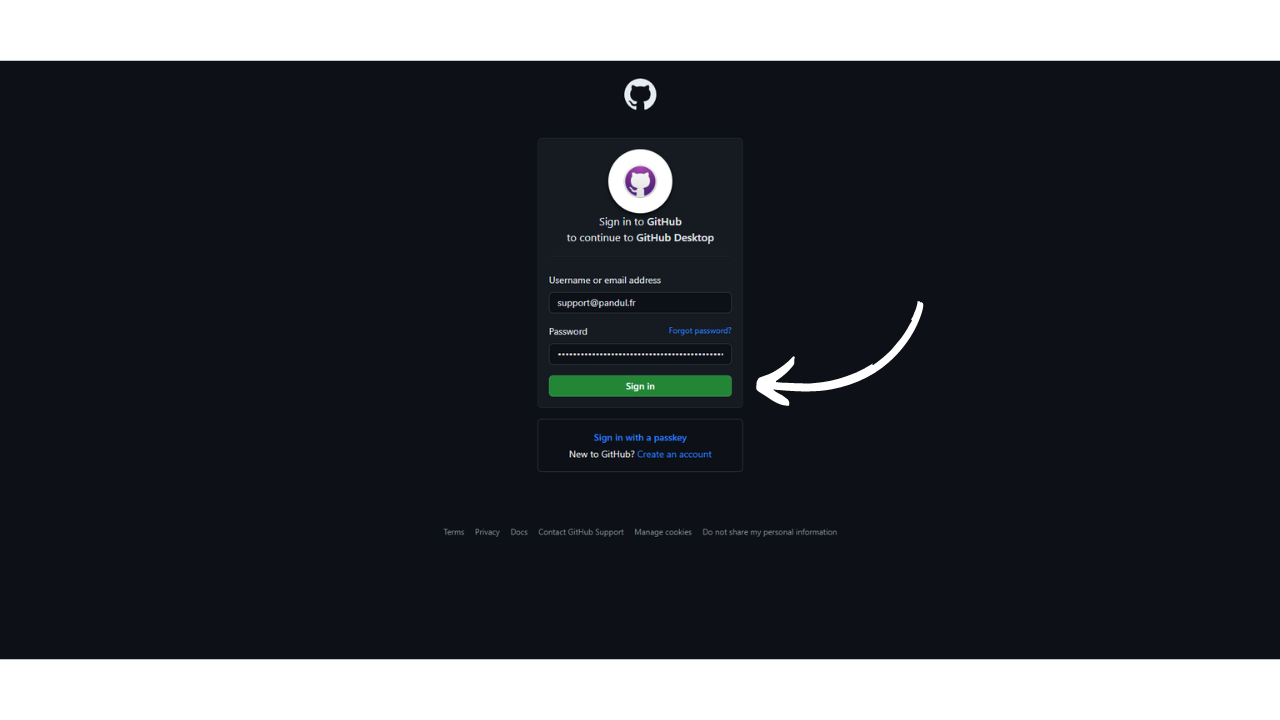 Sign in to GitHub
to continue to GitHub Desktop
Username or email address
support@pandul.fr
Password Forgot password?
Sign in
Sign in with a passkey
New to GitHub? Create an account
Terms Privacy Docs Contact GitHub Support Manage cookies Do not share my personal information